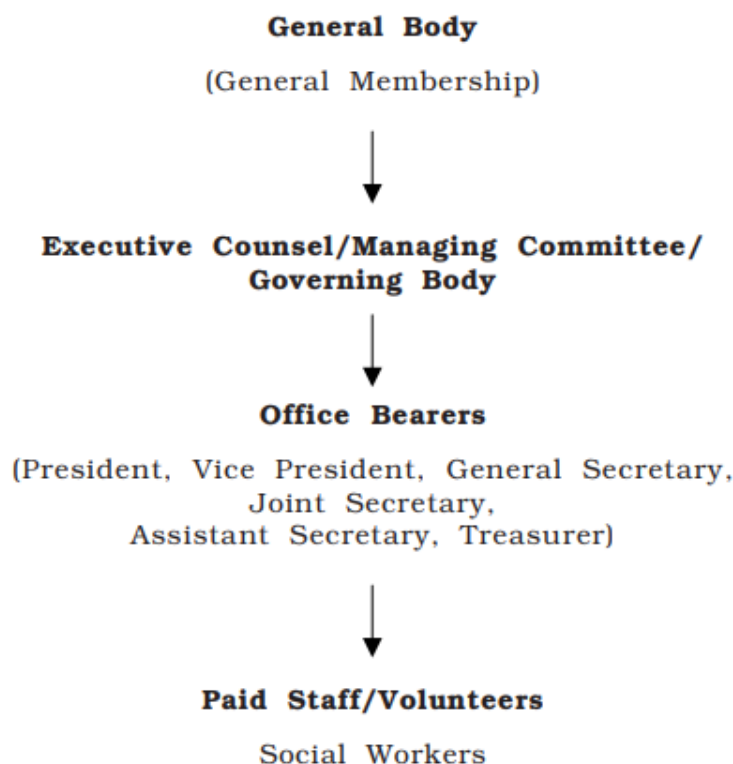 General Body
(General Membership)
Executive Counsel/Managing Committee/
Governing Body
Office Bearers
(President, Vice President, General Secretary,
Joint Secretary,
Assistant Secretary, Treasurer)
Paid Staff/Volunteers
Social Workers